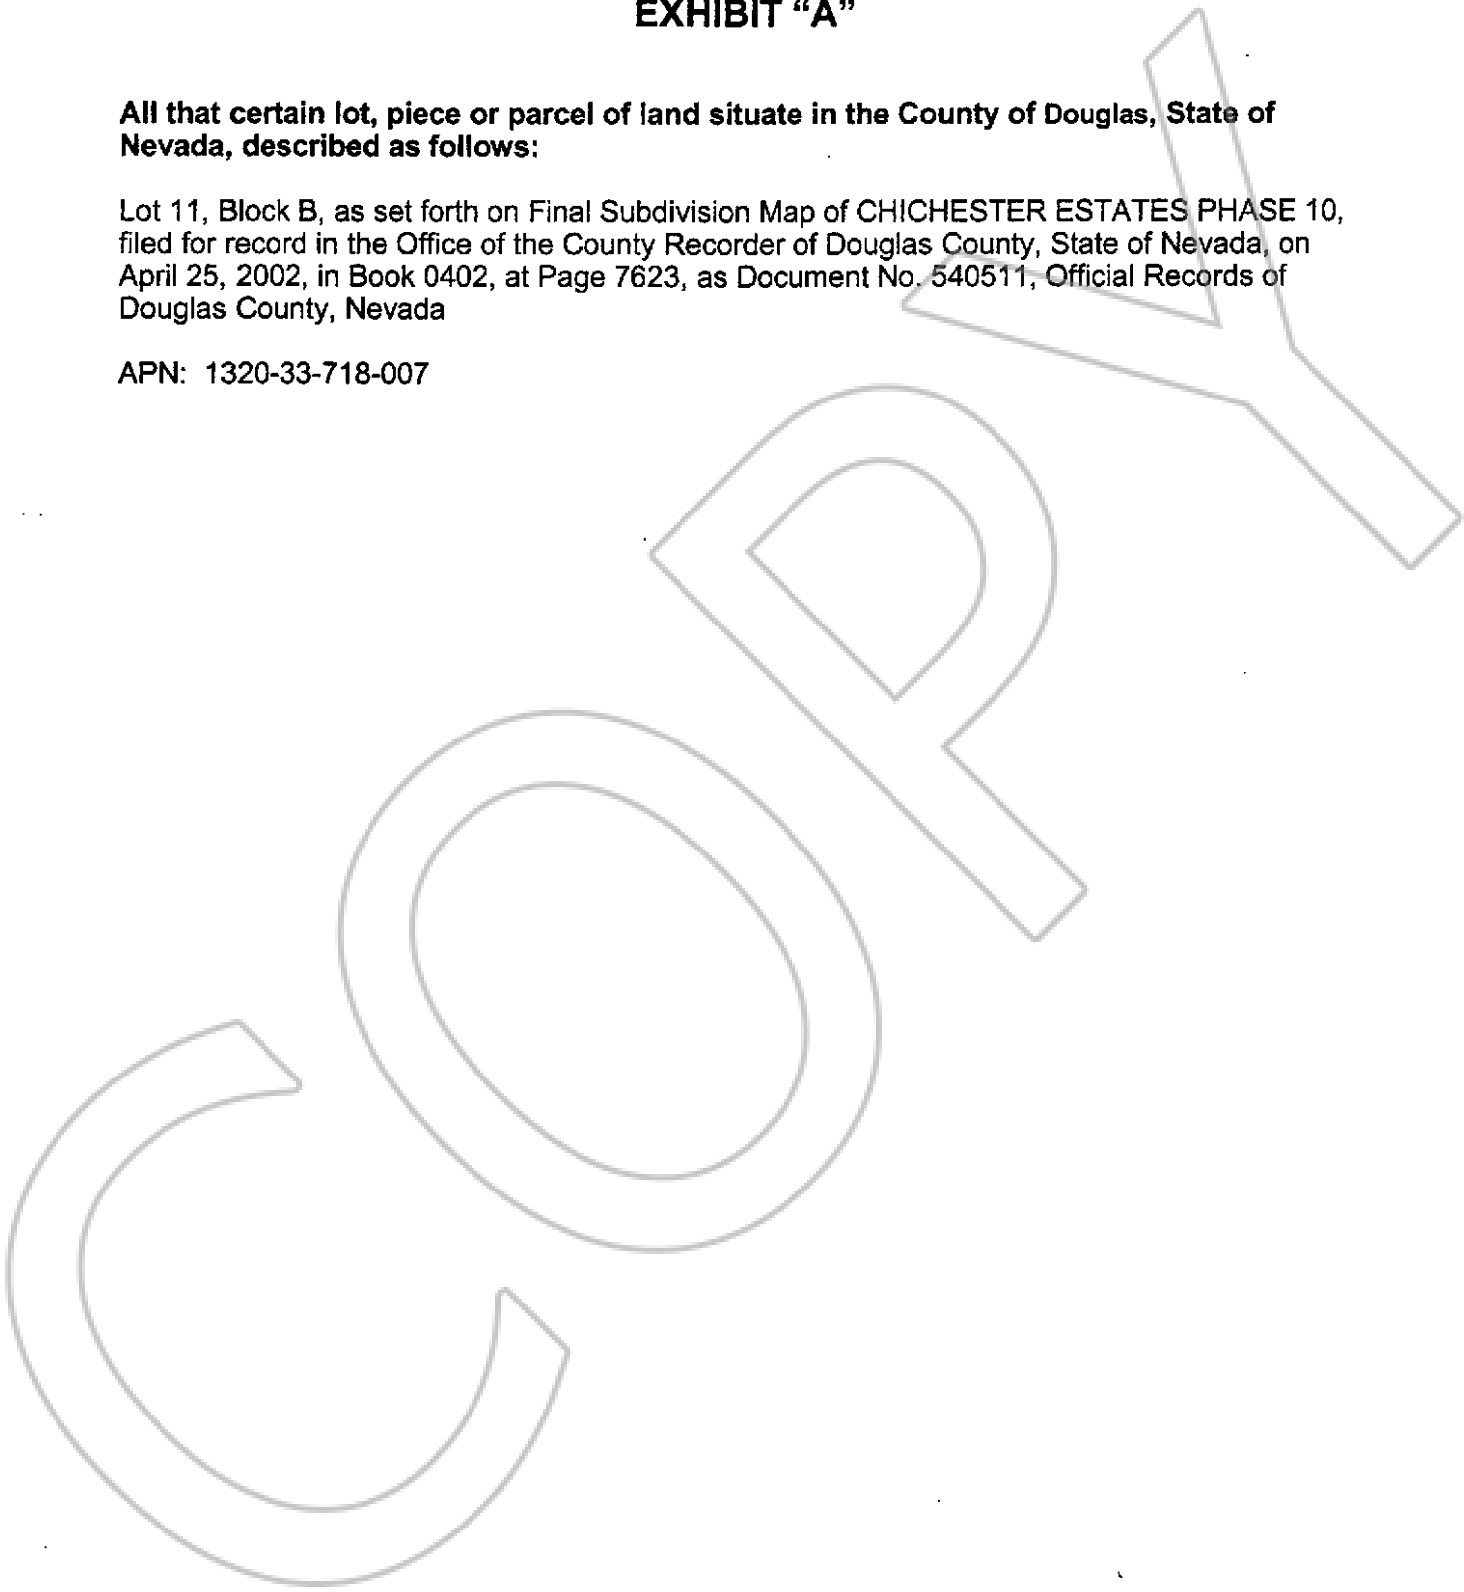 EXHIBIT “A”
All that certain lot, piece or parcel of land situate in the County of Douglas, State of
Nevada, described as follows:
Lot 11, Block B, as set forth on Final Subdivision Map of CHICHESTER ESTATES PHASE 10,
filed for record in the Office of the County Recorder of Douglas County, State of Nevada, on
April 25, 2002, in Book 0402, at Page 7623, as Document No. 540511, Official Records of
Douglas County, Nevada
APN: 1320-33-718-007
COPY